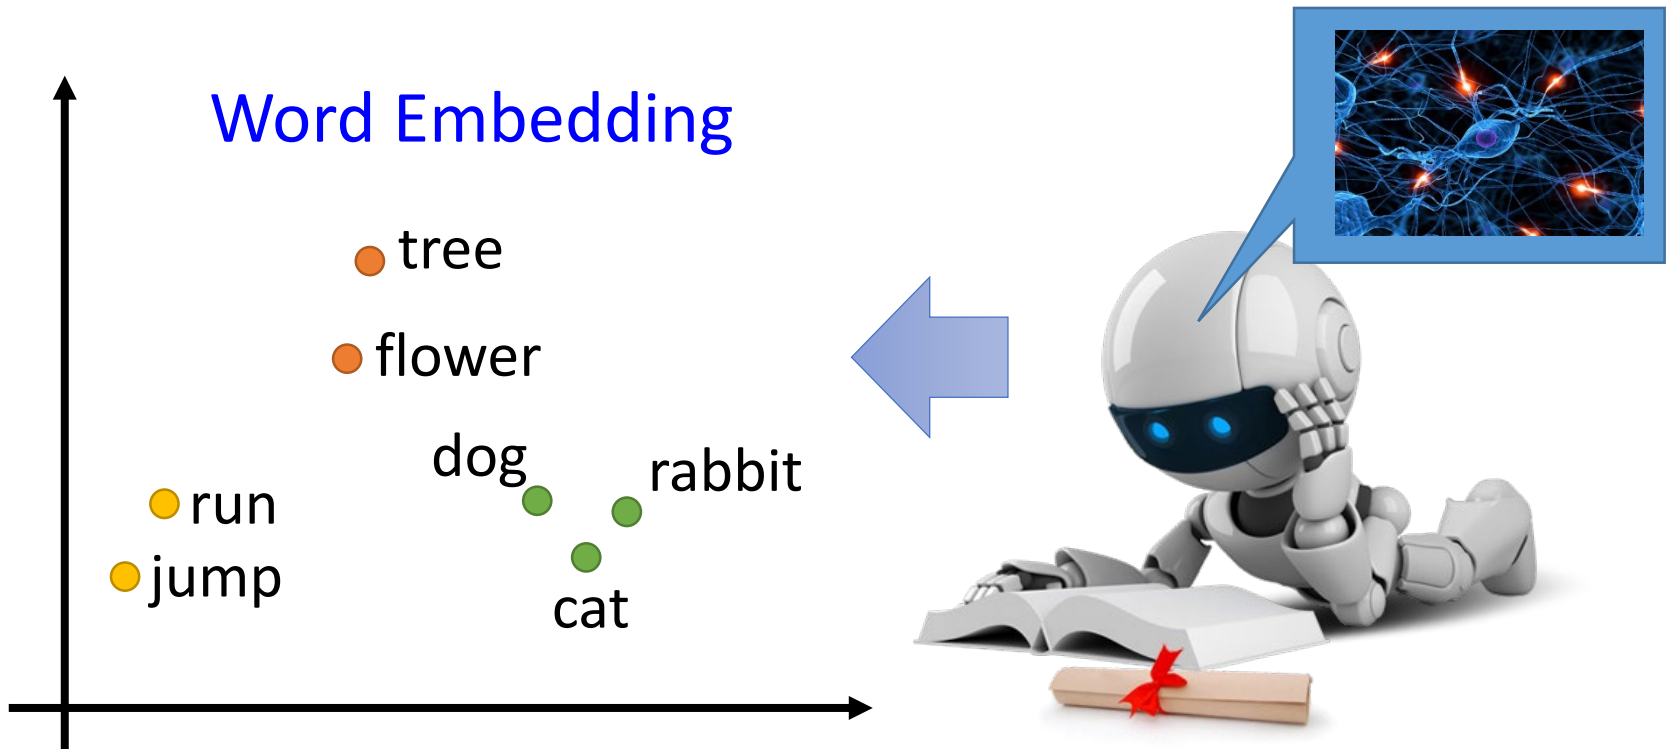 Word Embedding
tree
flower
dog
rabbit
run
jump
cat